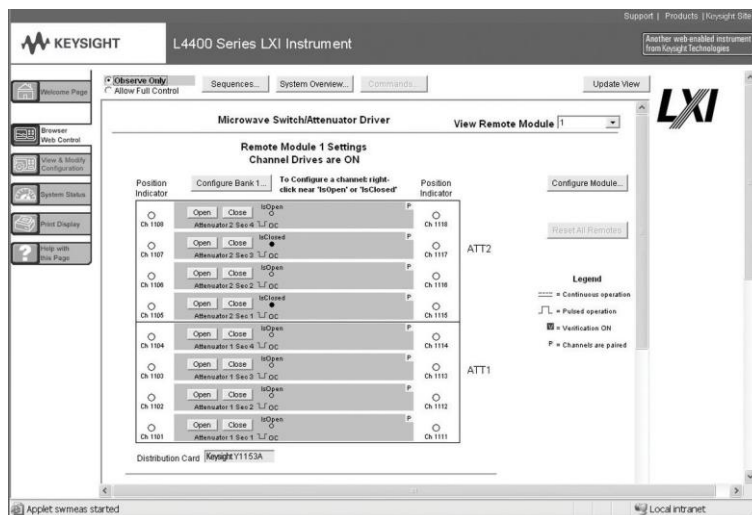 Support | Products | Keysight Site
KEYSIGHT
L4400 Series LXI Instrument
Another web-enabled instrument
from Keysight Technologies
Welcome Page
Browser
Web Control
View & Modify
Configuration
System Status
Print Display
Help with
this Page
Observe Only
Allow Full Control
Sequences...
System Overview...
Commands...
Update View
LXI
Microwave Switch/Attenuator Driver
View Remote Module 1
Remote Module 1 Settings
Channel Drives are ON
Position
Indicator
Configure Bank 1...
To Configure a channel: right-
click near 'IsOpen' or 'IsClosed'
Position
Indicator
Configure Module...
Ch 1108
Open Close IsOpen
Attenuator 2 Sec 4 OC
P
Ch 1118
Ch 1107
Open Close IsClosed
Attenuator 2 Sec 3 OC
P
Ch 1117
ATT2
Ch 1106
Open Close IsOpen
Attenuator 2 Sec 2 OC
P
Ch 1116
Ch 1105
Open Close IsClosed
Attenuator 2 Sec 1 OC
P
Ch 1115
Ch 1104
Open Close IsOpen
Attenuator 1 Sec 4 OC
P
Ch 1114
Ch 1103
Open Close IsOpen
Attenuator 1 Sec 3 OC
P
Ch 1113
ATT1
Ch 1102
Open Close IsOpen
Attenuator 1 Sec 2 OC
P
Ch 1112
Ch 1101
Open Close IsOpen
Attenuator 1 Sec 1 OC
P
Ch 1111
Reset All Remotes
Legend
= Continuous operation
= Pulsed operation
= Verification ON
P = Channels are paired
Distribution Card Keysight Y1153A
Applet swmeas started
Local intranet